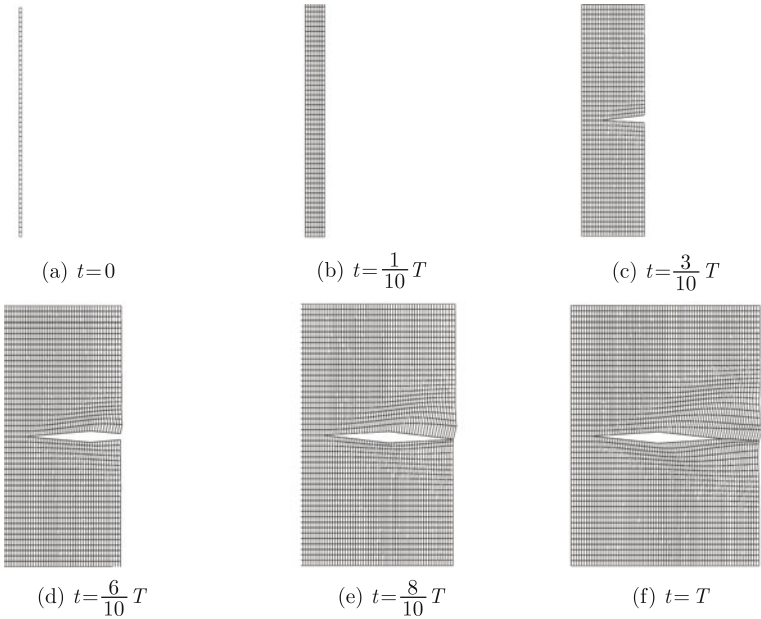 (a) t=0
(b) t=1/10 T
(c) t=3/10 T
(d) t=6/10 T
(e) t=8/10 T
(f) t= T